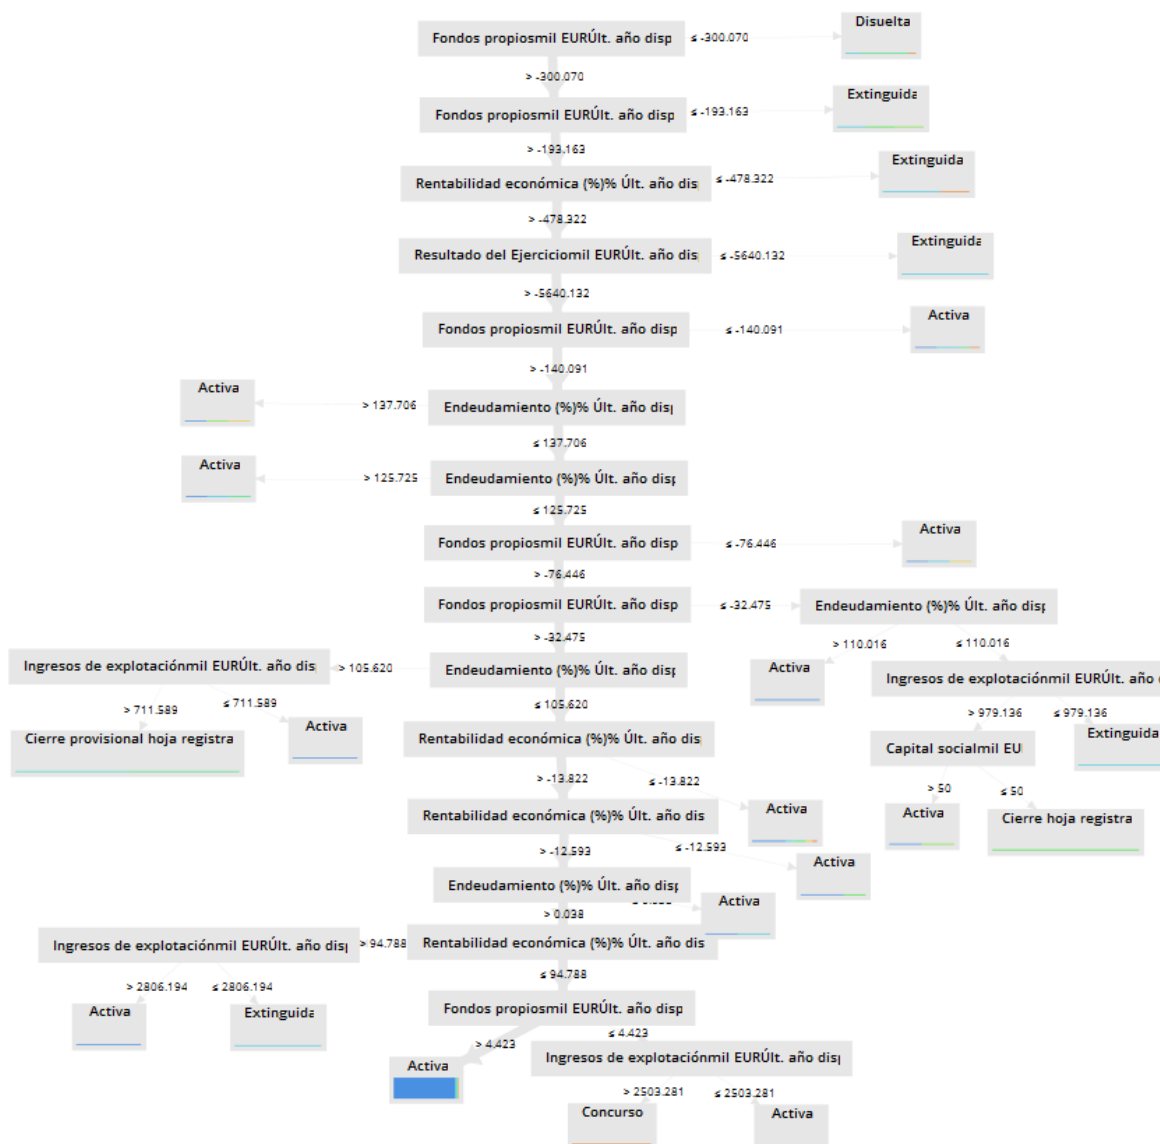 Disuelta
Fondos propiosmil EURÚlt. año disp
≤ -300.070
> -300.070
Extinguida
Fondos propiosmil EURÚlt. año disp
≤ -193.163
> -193.163
Extinguida
Rentabilidad económica (%)% Últ. año dis
≤ -478.322
> -478.322
Extinguida
Resultado del Ejerciciomil EURÚlt. año dis
≤ -5640.132
> -5640.132
Activa
Fondos propiosmil EURÚlt. año disp
≤ -140.091
> -140.091
Activa
> 137.706
Endeudamiento (%)% Últ. año disp
≤ 137.706
Activa
> 125.725
Endeudamiento (%)% Últ. año disp
≤ 125.725
Activa
Fondos propiosmil EURÚlt. año disp
≤ -76.446
> -76.446
Fondos propiosmil EURÚlt. año disp
≤ -32.475
Endeudamiento (%)% Últ. año disp
> -32.475
> 110.016
≤ 110.016
Ingresos de explotaciónmil EURÚlt. año dis
> 105.620
Endeudamiento (%)% Últ. año disp
Activa
Ingresos de explotaciónmil EURÚlt. año
> 711.589
≤ 711.589
≤ 105.620
> 979.136
≤ 979.136
Cierre provisional hoja registra
Activa
Rentabilidad económica (%)% Últ. año dis
Capital socialmil EU
Extinguida
> -13.822
≤ -13.822
> 50
≤ 50
Rentabilidad económica (%)% Últ. año dis
Activa
Activa
Cierre hoja registra
> -12.593
≤ -12.593
Activa
Endeudamiento (%)% Últ. año disp
Activa
> 0.038
Ingresos de explotaciónmil EURÚlt. año disp
> 94.788
Rentabilidad económica (%)% Últ. año dis
≤ 94.788
> 2806.194
≤ 2806.194
Activa
Extinguida
Fondos propiosmil EURÚlt. año disp
> 4.423
≤ 4.423
Activa
Ingresos de explotaciónmil EURÚlt. año disp
> 2503.281
≤ 2503.281
Concurso
Activa